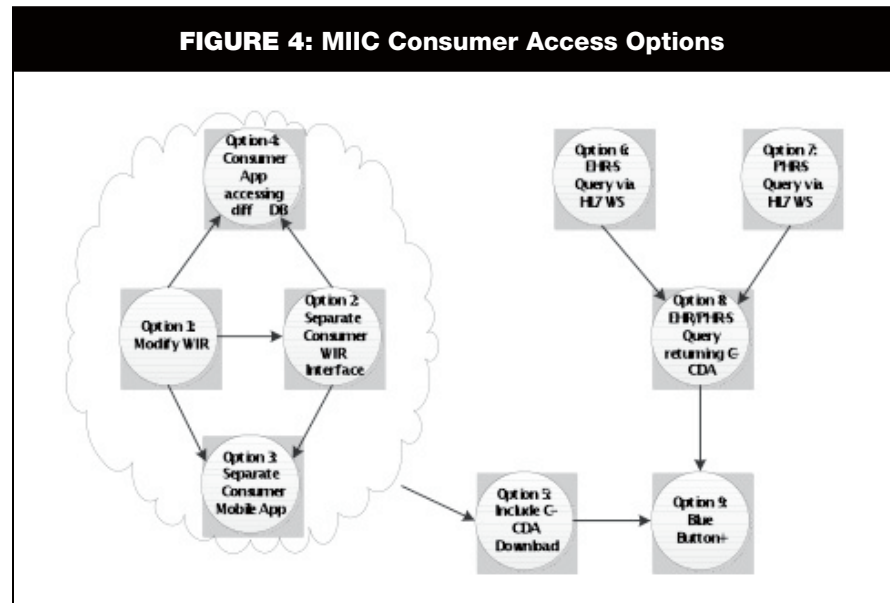 FIGURE 4: MIIC Consumer Access Options
Option 4:
Consumer
App
accessing
diff DB
Option 6:
EHR-S
Query via
HL7 WS
Option 7:
PHR-S
Query via
HL7 WS
Option 1:
Modify WIR
Option 2:
Separate
Consumer
WIR
Interface
Option 8:
EHR/PHR-S
Query
returning C-
CDA
Option 3:
Separate
Consumer
Mobile App
Option 5:
Include C-
CDA
Download
Option 9:
Blue
Button+